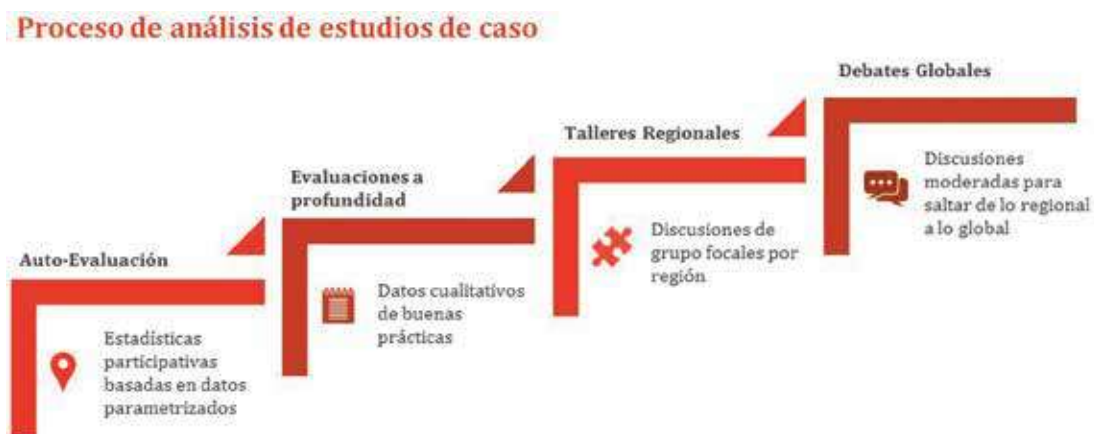 Proceso de análisis de estudios de caso
Auto-Evaluación
Estadísticas
participativas
basadas en datos
parametrizados
Evaluaciones a
profundidad
Datos cualitativos
de buenas
prácticas
Talleres Regionales
Discusiones de
grupo focales por
región
Debates Globales
Discusiones
moderadas para
saltar de lo regional
a lo global